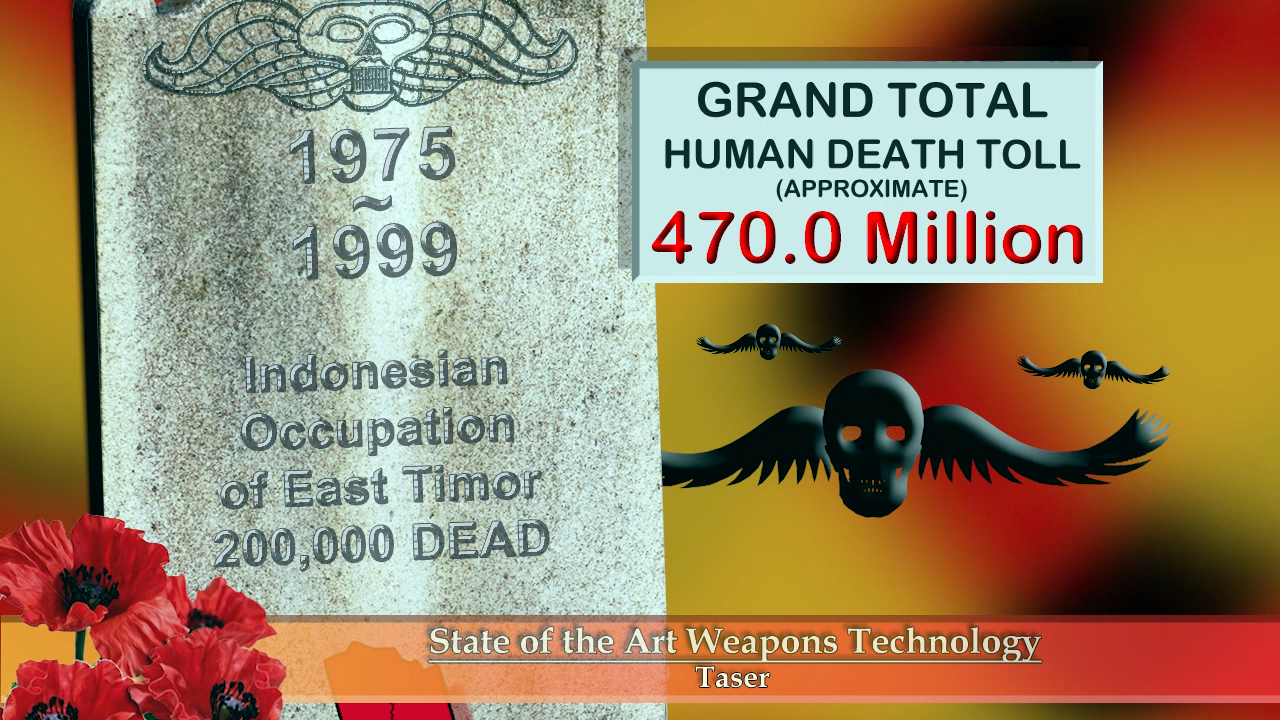 1975
~
1999
Indonesian
Occupation
of East Timor
200,000 DEAD
GRAND TOTAL
HUMAN DEATH TOLL
(APPROXIMATE)
470.0 Million
State of the Art Weapons Technology
Taser